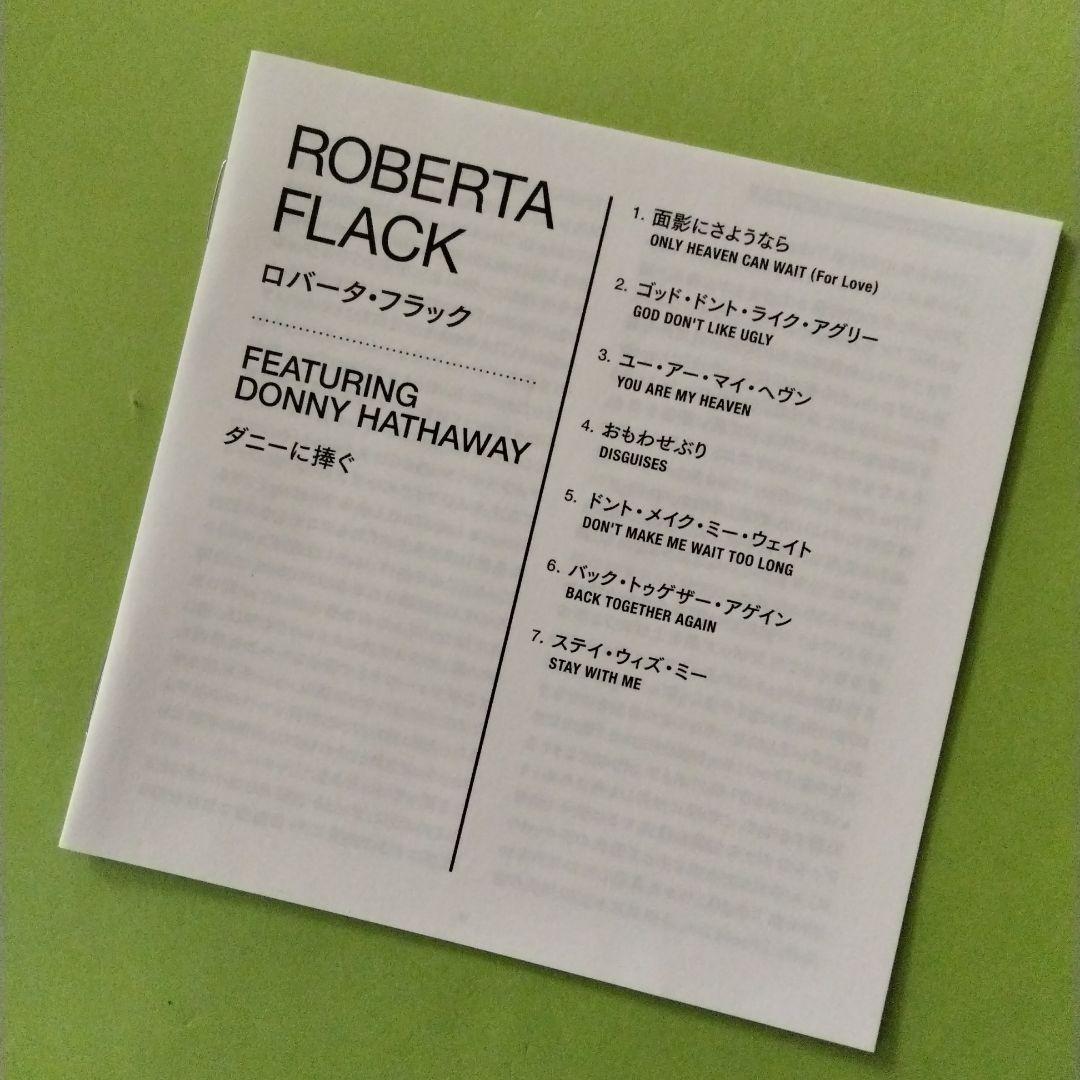 ROBERTA
FLACK
ロバータ・フラック
FEATURING
DONNY HATHAWAY
ダニーに捧ぐ
1. 面影にさようなら
ONLY HEAVEN CAN WAIT (For Love)
2. ゴッド・ドント・ライク・アグリー
GOD DON'T LIKE UGLY
3. ユー・アー・マイ・ヘヴン
YOU ARE MY HEAVEN
4. おもわせぶり
DISGUISES
5. ドント・メイク・ミー・ウェイト
DON'T MAKE ME WAIT TOO LONG
6. バック・トゥゲザー・アゲイン
BACK TOGETHER AGAIN
7. ステイ・ウィズ・ミー
STAY WITH ME